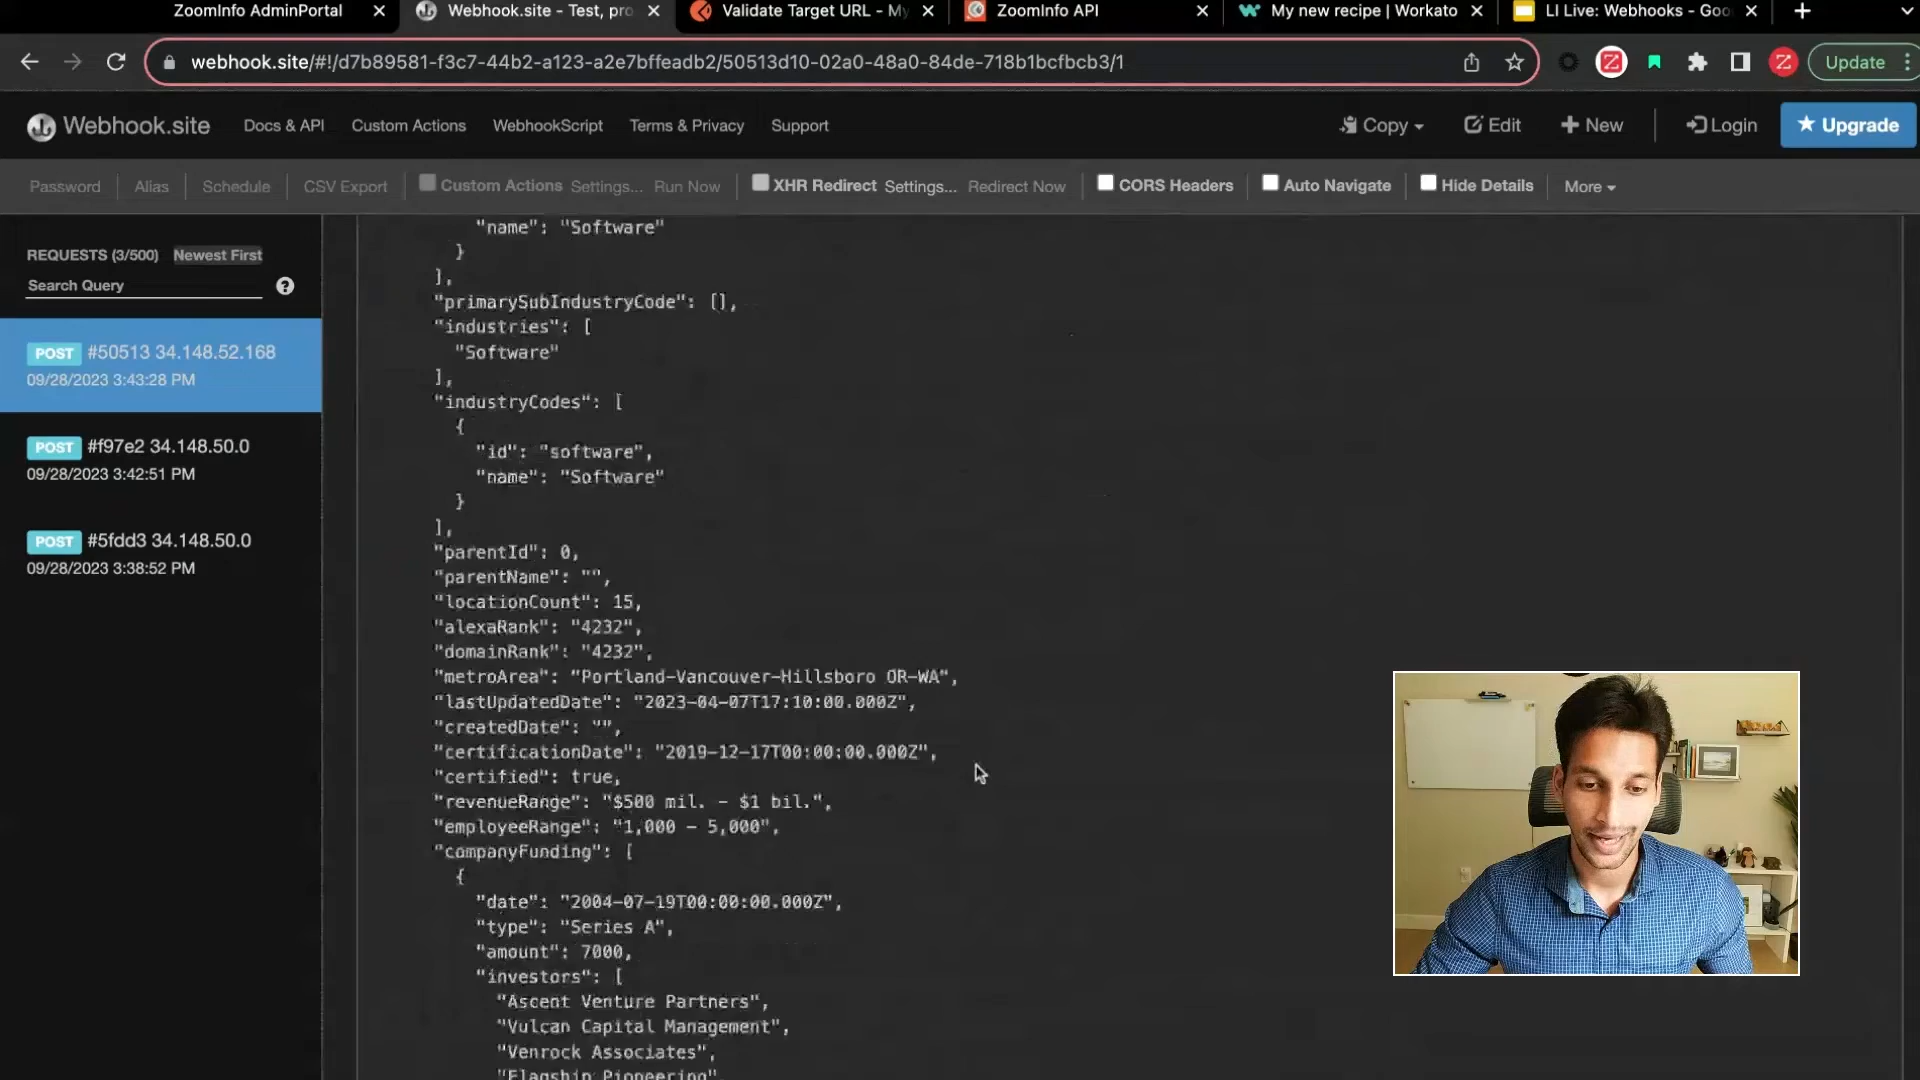 ZoomInfo AdminPortal
Webhook.site - Test, pro
Validate Target URL - My
ZoomInfo API
My new recipe | Workato
LI Live: Webhooks - Goo
webhook.site/#!/d7b89581-f3c7-44b2-a123-a2e7bffeadb2/50513d10-02a0-48a0-84de-718b1bcfbcb3/1
Update
Webhook.site
Docs & API
Custom Actions
WebhookScript
Terms & Privacy
Support
Copy
Edit
New
Login
Upgrade
Password
Alias
Schedule
CSV Export
Custom Actions Settings... Run Now
XHR Redirect Settings... Redirect Now
CORS Headers
Auto Navigate
Hide Details
More
REQUESTS (3/500) Newest First
Search Query
POST #50513 34.148.52.168
09/28/2023 3:43:28 PM
POST #f97e2 34.148.50.0
09/28/2023 3:42:51 PM
POST #5fdd3 34.148.50.0
09/28/2023 3:38:52 PM
"name": "Software"
}
],
"primarySubIndustryCode": [],
"industries": [
"Software"
],
"industryCodes": [
{
"id": "software",
"name": "Software"
}
],
"parentId": 0,
"parentName": "",
"locationCount": 15,
"alexaRank": "4232",
"domainRank": "4232",
"metroArea": "Portland-Vancouver-Hillsboro OR-WA",
"lastUpdatedDate": "2023-04-07T17:10:00.000Z",
"createdDate": "",
"certificationDate": "2019-12-17T00:00:00.000Z",
"certified": true,
"revenueRange": "$500 mil. - $1 bil.",
"employeeRange": "1,000 - 5,000",
"companyFunding": [
{
"date": "2004-07-19T00:00:00.000Z",
"type": "Series A",
"amount": 7000,
"investors": [
"Ascent Venture Partners",
"Vulcan Capital Management",
"Venrock Associates",
"Flagship Pioneering",